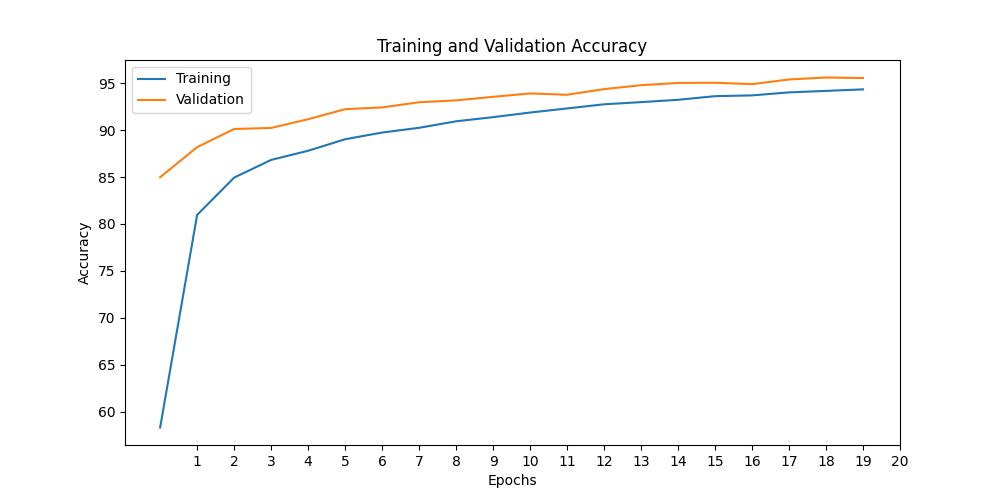 Training and Validation Accuracy
Training
Validation
95
90
85
80
75
70
65
60
Accuracy
1 2 3 4 5 6 7 8 9 10 11 12 13 14 15 16 17 18 19 20
Epochs